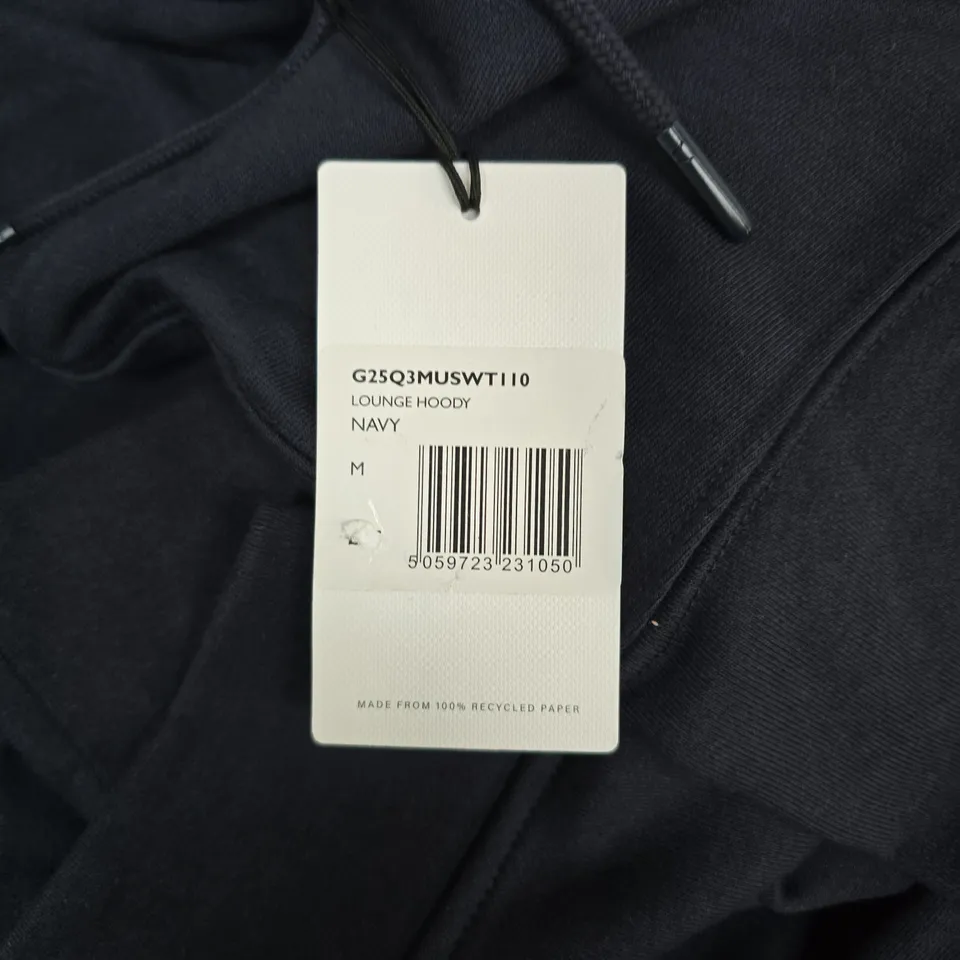 G25Q3MUSWT110
LOUNGE HOODY
NAVY
M
5 059723 231050
MADE FROM 100% RECYCLED PAPER